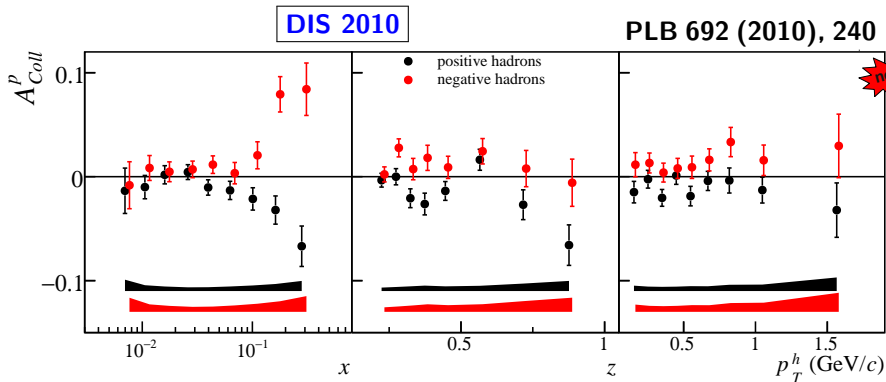 DIS 2010
PLB 692 (2010), 240
A^p_Coll
0.1
0
−0.1
positive hadrons
negative hadrons
10^−2
10^−1
x
0.5
1
z
0.5
1
1.5
p_T^h (GeV/c)